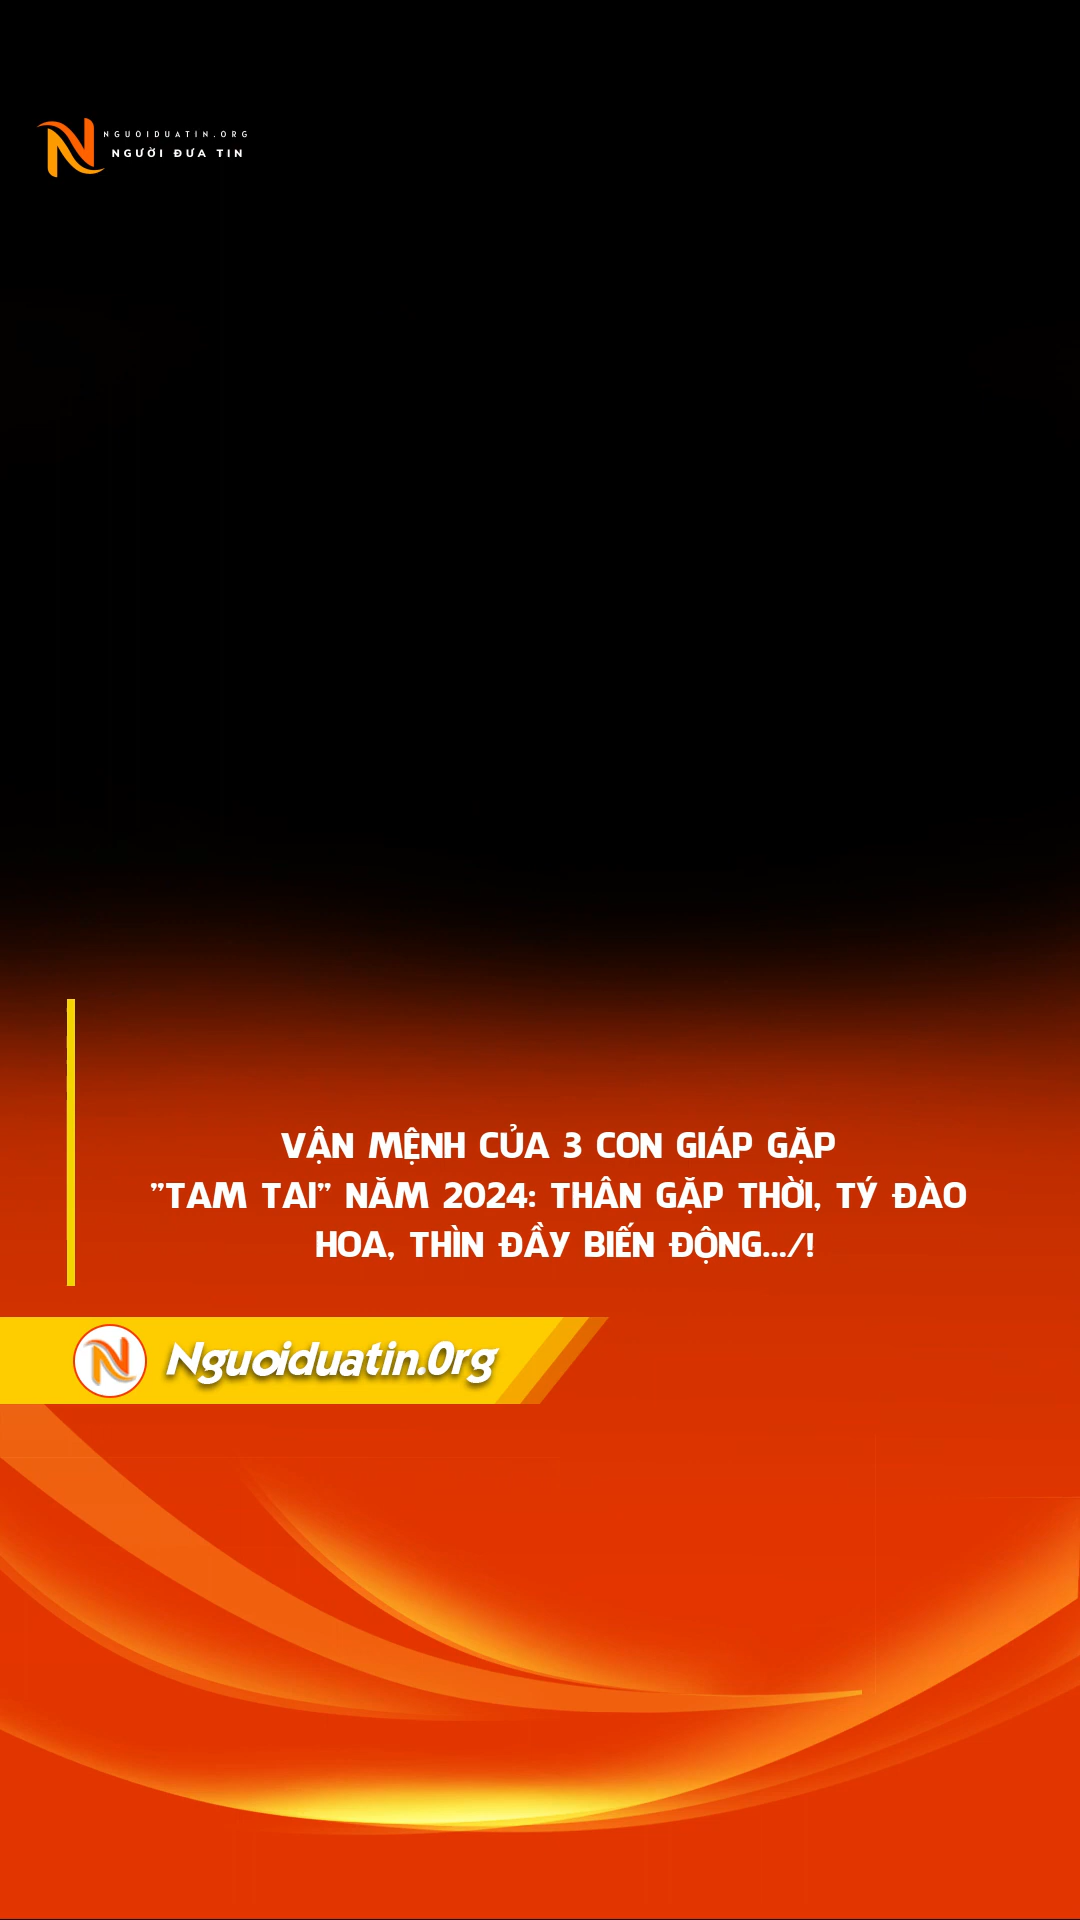 NGUOIDUATIN.ORG
NGƯỜI ĐƯA TIN
VẬN MỆNH CỦA 3 CON GIÁP GẶP
"TAM TAI" NĂM 2024: THÂN GẶP THỜI, TÝ ĐÀO
HOA, THÌN ĐẦY BIẾN ĐỘNG.../!
Nguoiduatin.Org